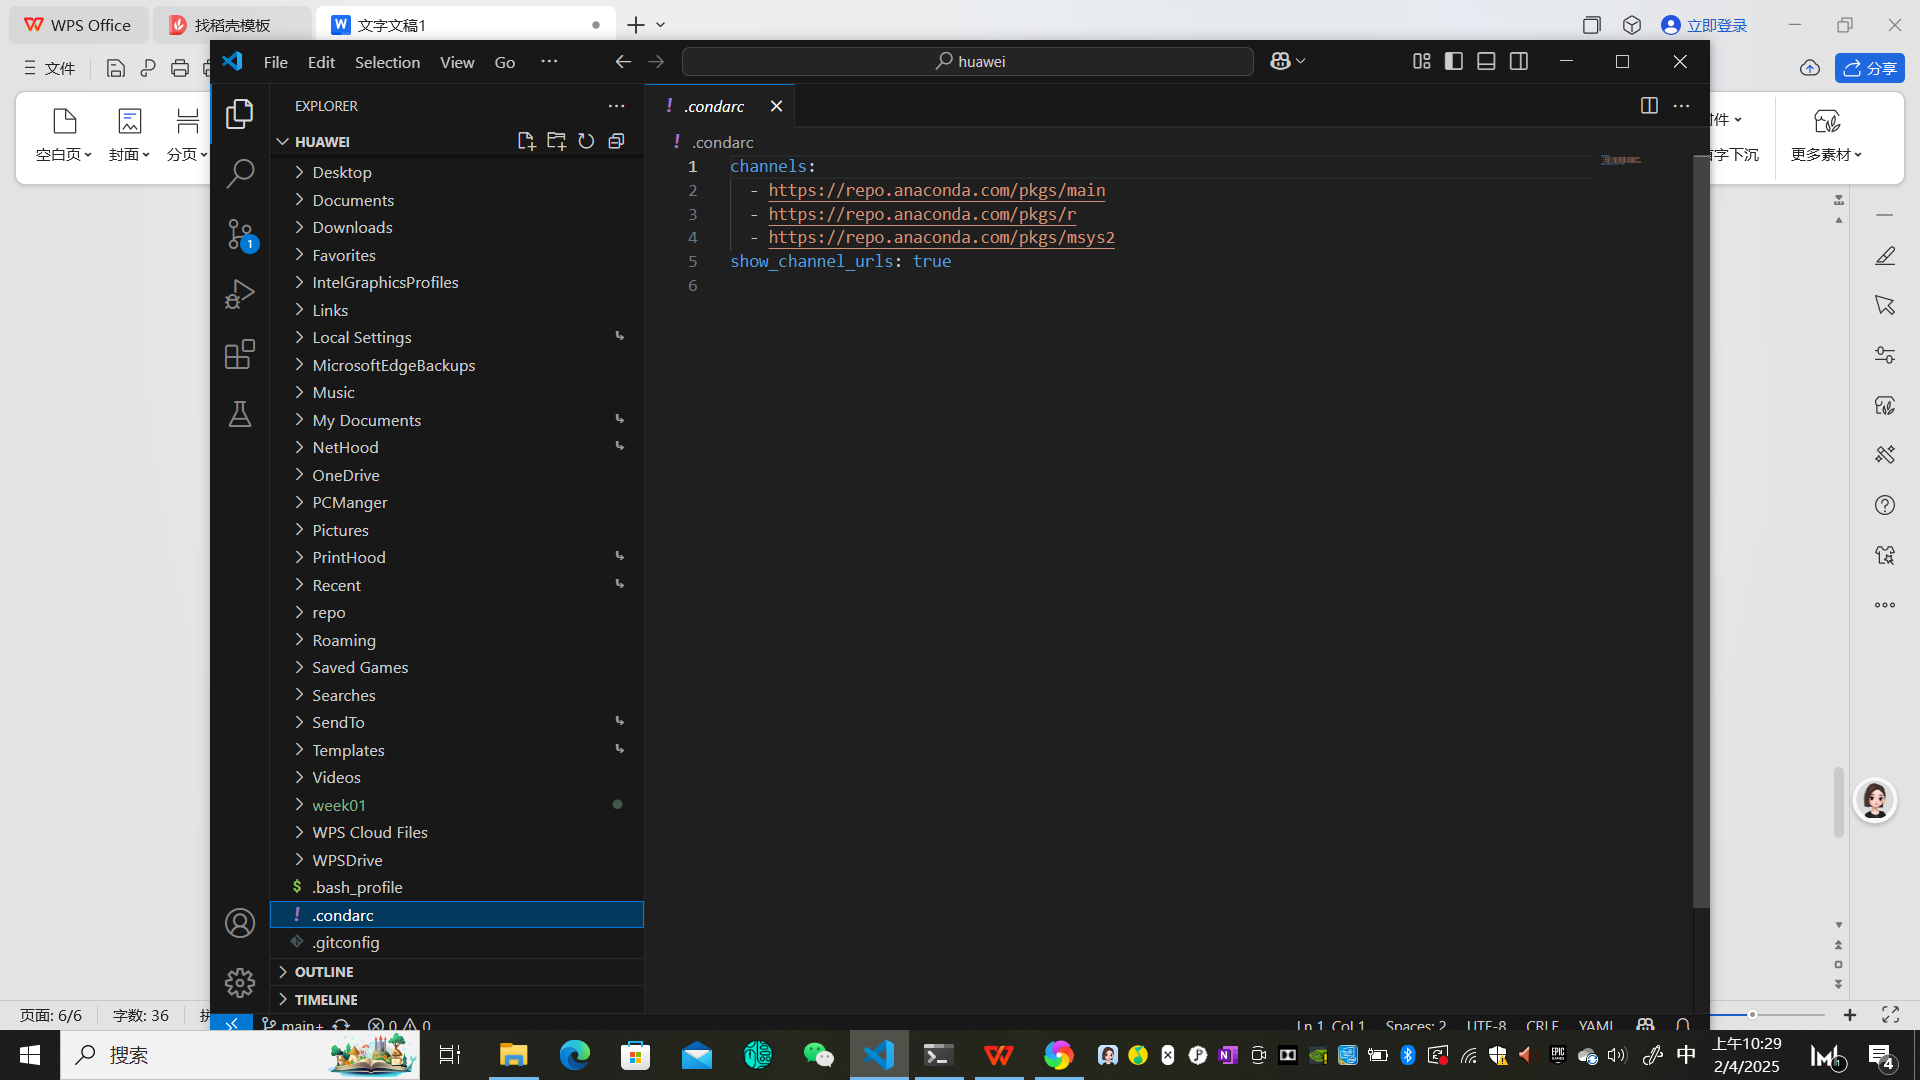 WPS Office
找稻壳模板
文字文稿1
立即登录
文件
分享
空白页
封面
分页
更多素材
File Edit Selection View Go
huawei
EXPLORER
HUAWEI
Desktop
Documents
Downloads
Favorites
IntelGraphicsProfiles
Links
Local Settings
MicrosoftEdgeBackups
Music
My Documents
NetHood
OneDrive
PCManger
Pictures
PrintHood
Recent
repo
Roaming
Saved Games
Searches
SendTo
Templates
Videos
week01
WPS Cloud Files
WPSDrive
.bash_profile
.condarc
.gitconfig
OUTLINE
TIMELINE
1
.condarc
.condarc
1 channels:
2 - https://repo.anaconda.com/pkgs/main
3 - https://repo.anaconda.com/pkgs/r
4 - https://repo.anaconda.com/pkgs/msys2
5 show_channel_urls: true
6
页面: 6/6
字数: 36
main+ 0 0
Ln 1, Col 1 Spaces: 2 UTF-8 CRLF YAML
搜索
中
上午10:29
2/4/2025
4